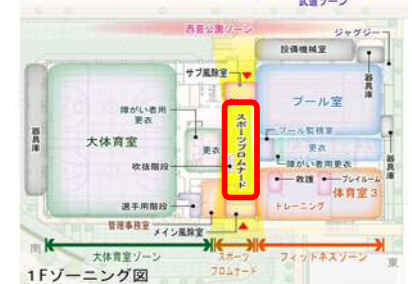 武道ゾーン
西公園ゾーン
ジャグジー
設備機械室
サブ風除室
器具庫
プール室
障がい者用更衣
プール監視室
スポーツプロムナード
器具庫
大体育室
更衣
更衣
器具庫
吹抜階段
障がい者用更衣
救護
プレイルーム
体育室3
選手用階段
トレーニング
管理事務室
メイン風除室
南
大体育室ゾーン
スポーツプロムナード
フィットネスゾーン
東
1Fゾーニング図